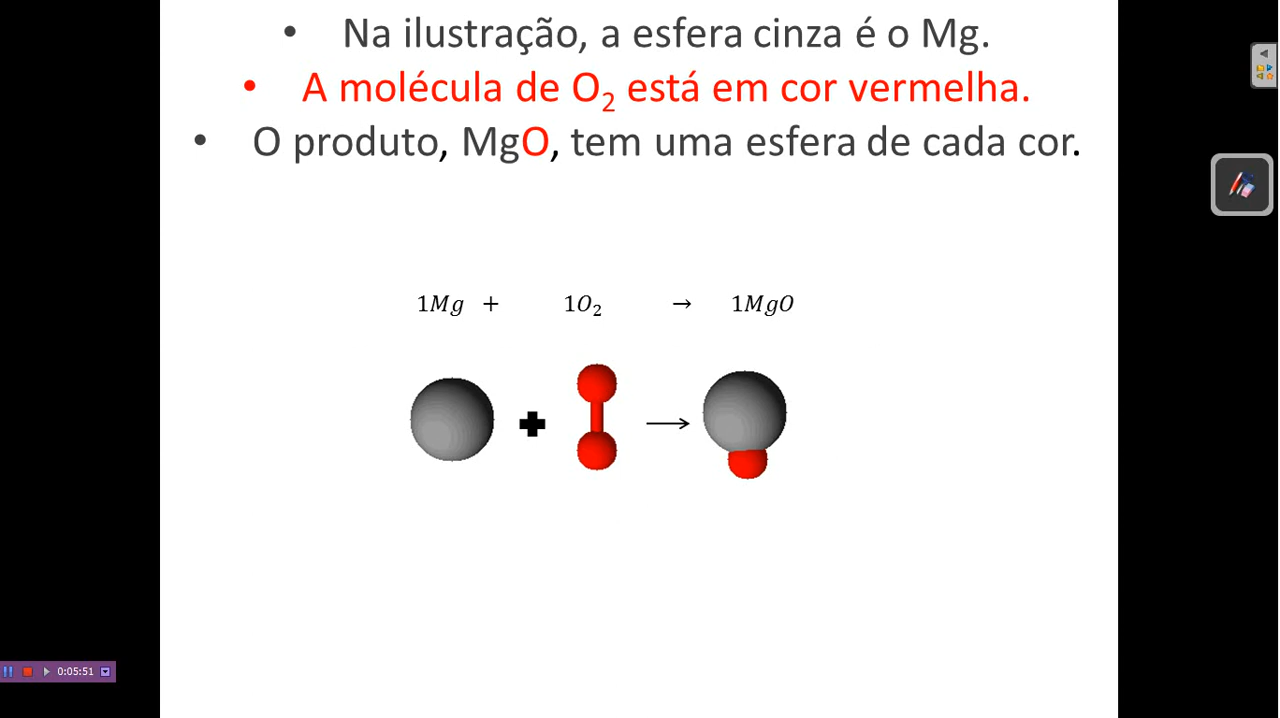 • Na ilustração, a esfera cinza é o Mg.
• A molécula de O₂ está em cor vermelha.
• O produto, MgO, tem uma esfera de cada cor.
1Mg + 1O₂ → 1MgO
0:05:51